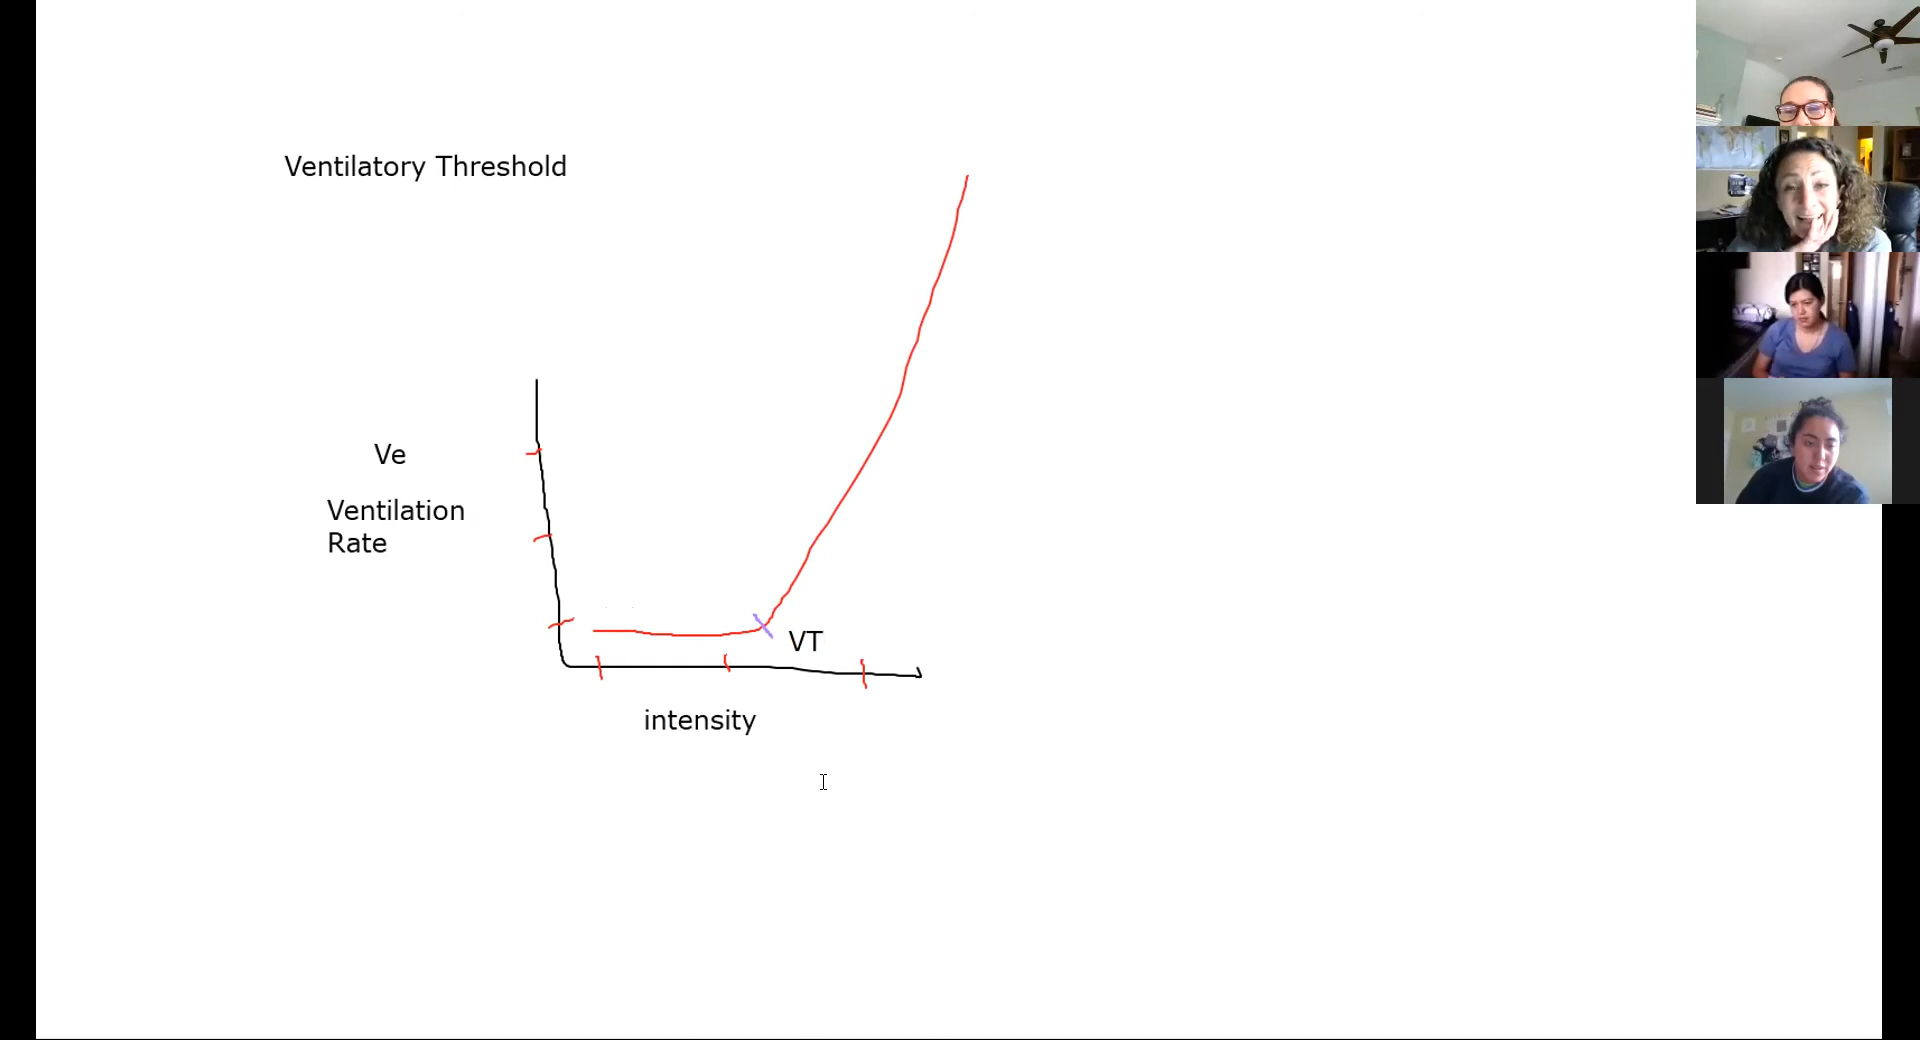 Ventilatory Threshold
Ve
Ventilation
Rate
VT
intensity